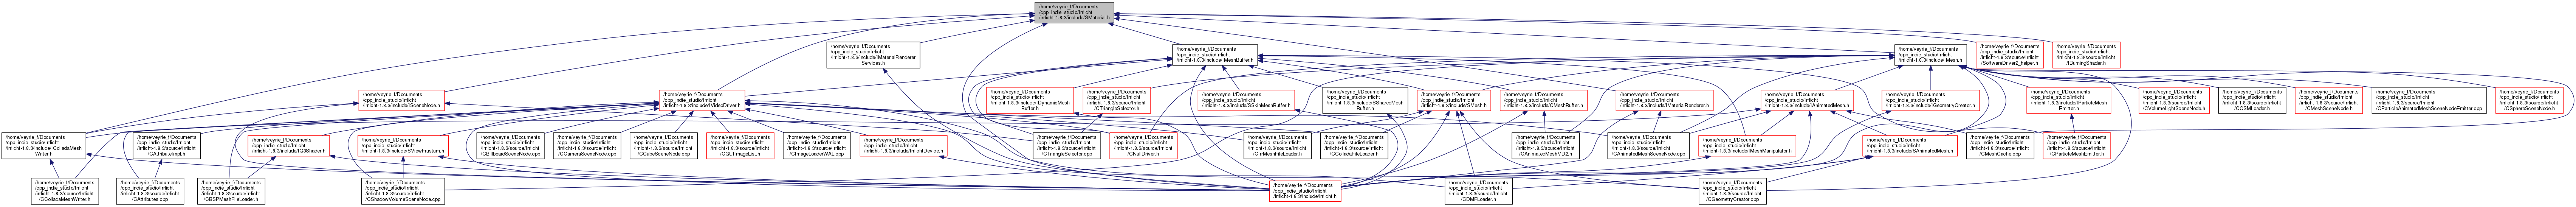 /home/veyrie_f/Documents
/cpp_indie_studio/Irrlicht
/irrlicht-1.8.3/include/SMaterial.h
/home/veyrie_f/Documents
/cpp_indie_studio/Irrlicht
/irrlicht-1.8.3/include/IMaterialRenderer
Services.h
/home/veyrie_f/Documents
/cpp_indie_studio/Irrlicht
/irrlicht-1.8.3/include/IMeshBuffer.h
/home/veyrie_f/Documents
/cpp_indie_studio/Irrlicht
/irrlicht-1.8.3/include/IMesh.h
/home/veyrie_f/Documents
/cpp_indie_studio/Irrlicht
/irrlicht-1.8.3/source/Irrlicht
/SoftwareDriver2_helper.h
/home/veyrie_f/Documents
/cpp_indie_studio/Irrlicht
/irrlicht-1.8.3/source/Irrlicht
/IBurningShader.h
/home/veyrie_f/Documents
/cpp_indie_studio/Irrlicht
/irrlicht-1.8.3/include/ISceneNode.h
/home/veyrie_f/Documents
/cpp_indie_studio/Irrlicht
/irrlicht-1.8.3/include/IVideoDriver.h
/home/veyrie_f/Documents
/cpp_indie_studio/Irrlicht
/irrlicht-1.8.3/include/IDynamicMesh
Buffer.h
/home/veyrie_f/Documents
/cpp_indie_studio/Irrlicht
/irrlicht-1.8.3/source/Irrlicht
/CTriangleSelector.h
/home/veyrie_f/Documents
/cpp_indie_studio/Irrlicht
/irrlicht-1.8.3/include/SSkinMeshBuffer.h
/home/veyrie_f/Documents
/cpp_indie_studio/Irrlicht
/irrlicht-1.8.3/include/SSharedMesh
Buffer.h
/home/veyrie_f/Documents
/cpp_indie_studio/Irrlicht
/irrlicht-1.8.3/include/SMesh.h
/home/veyrie_f/Documents
/cpp_indie_studio/Irrlicht
/irrlicht-1.8.3/include/CMeshBuffer.h
/home/veyrie_f/Documents
/cpp_indie_studio/Irrlicht
/irrlicht-1.8.3/include/IMaterialRenderer.h
/home/veyrie_f/Documents
/cpp_indie_studio/Irrlicht
/irrlicht-1.8.3/include/IAnimatedMesh.h
/home/veyrie_f/Documents
/cpp_indie_studio/Irrlicht
/irrlicht-1.8.3/include/IGeometryCreator.h
/home/veyrie_f/Documents
/cpp_indie_studio/Irrlicht
/irrlicht-1.8.3/include/IParticleMesh
Emitter.h
/home/veyrie_f/Documents
/cpp_indie_studio/Irrlicht
/irrlicht-1.8.3/source/Irrlicht
/CVolumeLightSceneNode.h
/home/veyrie_f/Documents
/cpp_indie_studio/Irrlicht
/irrlicht-1.8.3/source/Irrlicht
/COSMLoader.h
/home/veyrie_f/Documents
/cpp_indie_studio/Irrlicht
/irrlicht-1.8.3/source/Irrlicht
/CMeshSceneNode.h
/home/veyrie_f/Documents
/cpp_indie_studio/Irrlicht
/irrlicht-1.8.3/source/Irrlicht
/CParticleAnimatedMeshSceneNodeEmitter.cpp
/home/veyrie_f/Documents
/cpp_indie_studio/Irrlicht
/irrlicht-1.8.3/source/Irrlicht
/CSphereSceneNode.h
/home/veyrie_f/Documents
/cpp_indie_studio/Irrlicht
/irrlicht-1.8.3/include/IColladaMesh
Writer.h
/home/veyrie_f/Documents
/cpp_indie_studio/Irrlicht
/irrlicht-1.8.3/source/Irrlicht
/CAttributeImpl.h
/home/veyrie_f/Documents
/cpp_indie_studio/Irrlicht
/irrlicht-1.8.3/include/IQ3Shader.h
/home/veyrie_f/Documents
/cpp_indie_studio/Irrlicht
/irrlicht-1.8.3/include/SViewFrustum.h
/home/veyrie_f/Documents
/cpp_indie_studio/Irrlicht
/irrlicht-1.8.3/source/Irrlicht
/CBillboardSceneNode.cpp
/home/veyrie_f/Documents
/cpp_indie_studio/Irrlicht
/irrlicht-1.8.3/source/Irrlicht
/CCameraSceneNode.cpp
/home/veyrie_f/Documents
/cpp_indie_studio/Irrlicht
/irrlicht-1.8.3/source/Irrlicht
/CCubeSceneNode.cpp
/home/veyrie_f/Documents
/cpp_indie_studio/Irrlicht
/irrlicht-1.8.3/source/Irrlicht
/CGUIImageList.h
/home/veyrie_f/Documents
/cpp_indie_studio/Irrlicht
/irrlicht-1.8.3/source/Irrlicht
/CImageLoaderWAL.cpp
/home/veyrie_f/Documents
/cpp_indie_studio/Irrlicht
/irrlicht-1.8.3/include/IrrlichtDevice.h
/home/veyrie_f/Documents
/cpp_indie_studio/Irrlicht
/irrlicht-1.8.3/source/Irrlicht
/CTriangleSelector.cpp
/home/veyrie_f/Documents
/cpp_indie_studio/Irrlicht
/irrlicht-1.8.3/source/Irrlicht
/CNullDriver.h
/home/veyrie_f/Documents
/cpp_indie_studio/Irrlicht
/irrlicht-1.8.3/source/Irrlicht
/CIrrMeshFileLoader.h
/home/veyrie_f/Documents
/cpp_indie_studio/Irrlicht
/irrlicht-1.8.3/source/Irrlicht
/CColladaFileLoader.h
/home/veyrie_f/Documents
/cpp_indie_studio/Irrlicht
/irrlicht-1.8.3/source/Irrlicht
/CAnimatedMeshMD2.h
/home/veyrie_f/Documents
/cpp_indie_studio/Irrlicht
/irrlicht-1.8.3/source/Irrlicht
/CAnimatedMeshSceneNode.cpp
/home/veyrie_f/Documents
/cpp_indie_studio/Irrlicht
/irrlicht-1.8.3/include/IMeshManipulator.h
/home/veyrie_f/Documents
/cpp_indie_studio/Irrlicht
/irrlicht-1.8.3/include/SAnimatedMesh.h
/home/veyrie_f/Documents
/cpp_indie_studio/Irrlicht
/irrlicht-1.8.3/source/Irrlicht
/CMeshCache.cpp
/home/veyrie_f/Documents
/cpp_indie_studio/Irrlicht
/irrlicht-1.8.3/source/Irrlicht
/CParticleMeshEmitter.h
/home/veyrie_f/Documents
/cpp_indie_studio/Irrlicht
/irrlicht-1.8.3/source/Irrlicht
/CColladaMeshWriter.h
/home/veyrie_f/Documents
/cpp_indie_studio/Irrlicht
/irrlicht-1.8.3/source/Irrlicht
/CAttributes.cpp
/home/veyrie_f/Documents
/cpp_indie_studio/Irrlicht
/irrlicht-1.8.3/source/Irrlicht
/CBSPMeshFileLoader.h
/home/veyrie_f/Documents
/cpp_indie_studio/Irrlicht
/irrlicht-1.8.3/source/Irrlicht
/CShadowVolumeSceneNode.cpp
/home/veyrie_f/Documents
/cpp_indie_studio/Irrlicht
/irrlicht-1.8.3/include/irrlicht.h
/home/veyrie_f/Documents
/cpp_indie_studio/Irrlicht
/irrlicht-1.8.3/source/Irrlicht
/CDMFLoader.h
/home/veyrie_f/Documents
/cpp_indie_studio/Irrlicht
/irrlicht-1.8.3/source/Irrlicht
/CGeometryCreator.cpp